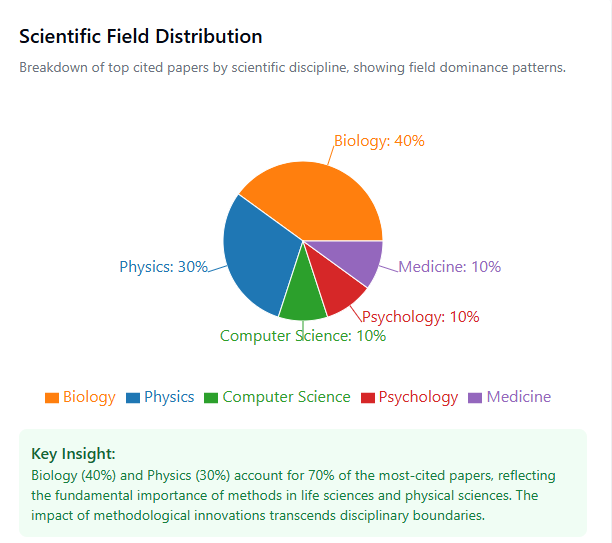 Scientific Field Distribution
Breakdown of top cited papers by scientific discipline, showing field dominance patterns.
Biology: 40%
Physics: 30%
Medicine: 10%
Psychology: 10%
Computer Science: 10%
Biology Physics Computer Science Psychology Medicine
Key Insight:
Biology (40%) and Physics (30%) account for 70% of the most-cited papers, reflecting
the fundamental importance of methods in life sciences and physical sciences. The
impact of methodological innovations transcends disciplinary boundaries.